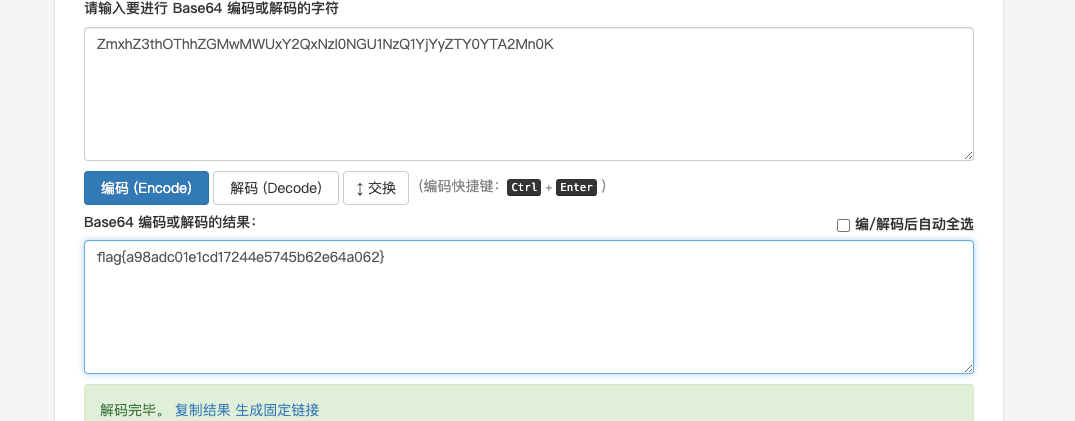 请输入要进行 Base64 编码或解码的字符
ZmxhZ3thOThhZGMwMWUxY2QxNzI0NGU1NzQ1YjYyZTY0YTA2Mn0K
编码 (Encode) 解码 (Decode) ↕ 交换 (编码快捷键： Ctrl + Enter )
Base64 编码或解码的结果： 编/解码后自动全选
flag{a98adc01e1cd17244e5745b62e64a062}
解码完毕。 复制结果 生成固定链接